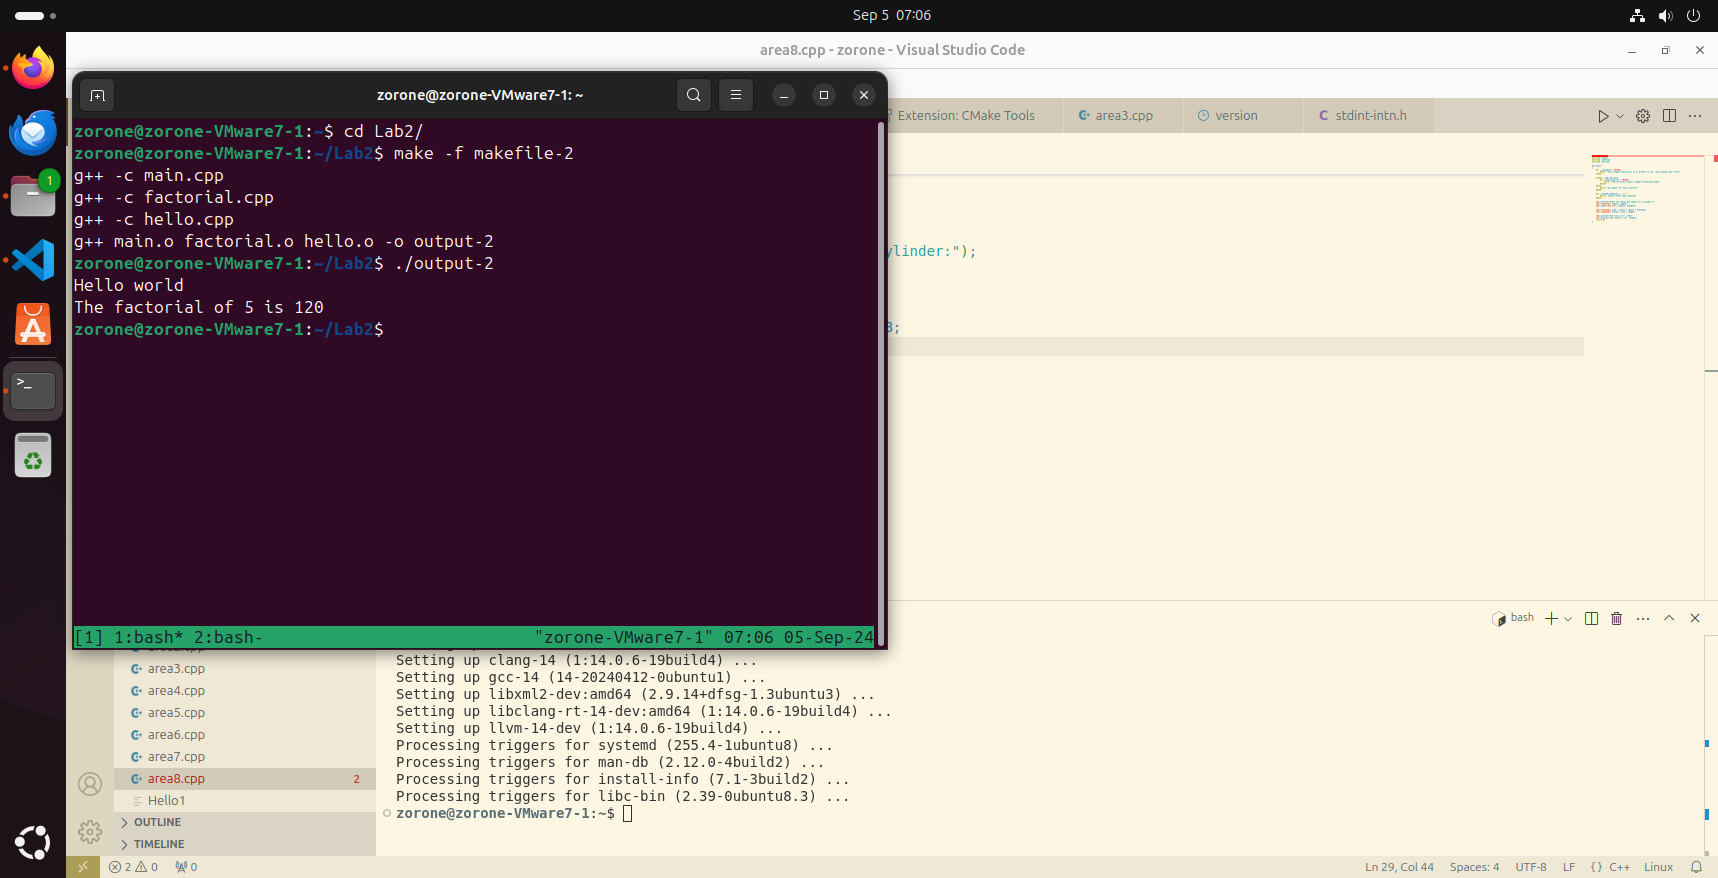 Sep 5 07:06
area8.cpp - zorone - Visual Studio Code
zorone@zorone-VMware7-1: ~
Extension: CMake Tools
area3.cpp
version
stdint-intn.h
zorone@zorone-VMware7-1:~$ cd Lab2/
zorone@zorone-VMware7-1:~/Lab2$ make -f makefile-2
g++ -c main.cpp
g++ -c factorial.cpp
g++ -c hello.cpp
g++ main.o factorial.o hello.o -o output-2
zorone@zorone-VMware7-1:~/Lab2$ ./output-2
Hello world
The factorial of 5 is 120
zorone@zorone-VMware7-1:~/Lab2$
[1] 1:bash* 2:bash- "zorone-VMware7-1" 07:06 05-Sep-24
1
ylinder:");
3;
bash
area3.cpp
area4.cpp
area5.cpp
area6.cpp
area7.cpp
area8.cpp 2
Hello1
OUTLINE
TIMELINE
Setting up clang-14 (1:14.0.6-19build4) ...
Setting up gcc-14 (14-20240412-0ubuntu1) ...
Setting up libxml2-dev:amd64 (2.9.14+dfsg-1.3ubuntu3) ...
Setting up libclang-rt-14-dev:amd64 (1:14.0.6-19build4) ...
Setting up llvm-14-dev (1:14.0.6-19build4) ...
Processing triggers for systemd (255.4-1ubuntu8) ...
Processing triggers for man-db (2.12.0-4build2) ...
Processing triggers for install-info (7.1-3build2) ...
Processing triggers for libc-bin (2.39-0ubuntu8.3) ...
zorone@zorone-VMware7-1:~$
2 0 0
Ln 29, Col 44 Spaces: 4 UTF-8 LF {} C++ Linux